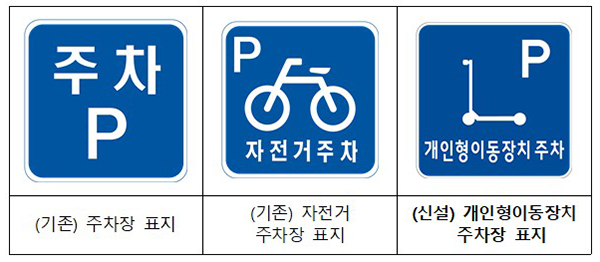 주차
P
P
자전거주차
P
개인형이동장치주차
(기존) 주차장 표지
(기존) 자전거
주차장 표지
(신설) 개인형이동장치
주차장 표지